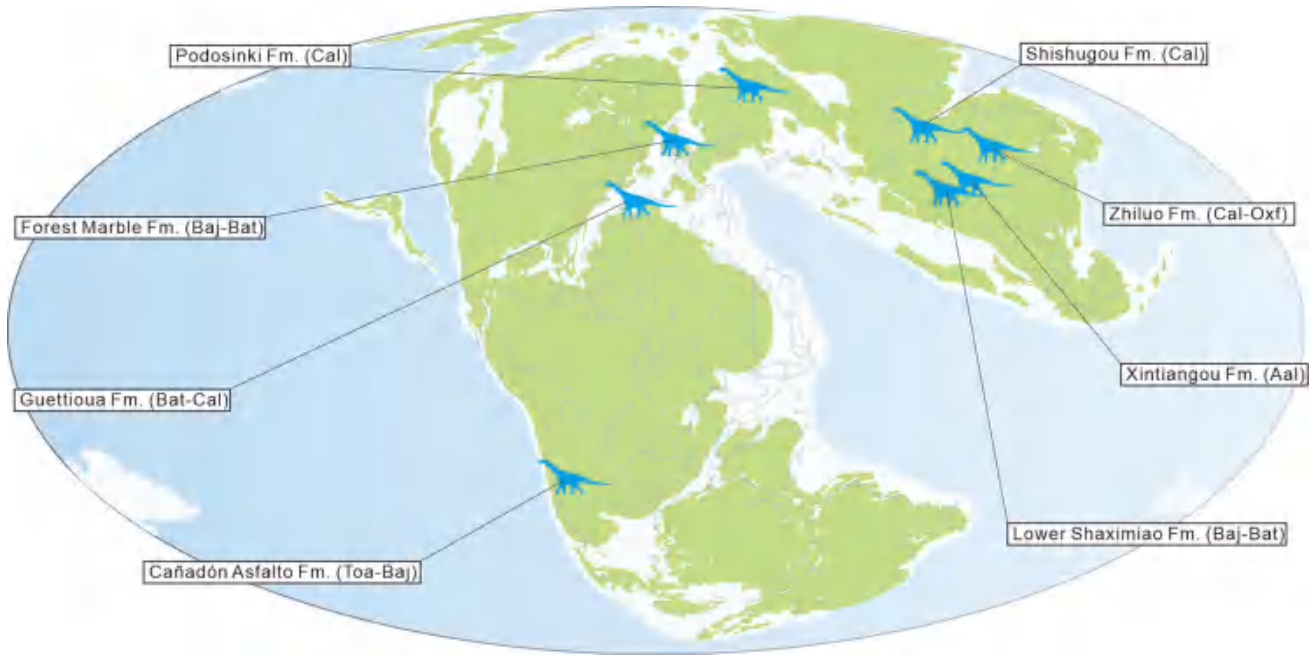 Podosinki Fm. (Cal)
Shishugou Fm. (Cal)
Forest Marble Fm. (Baj-Bat)
Zhiluo Fm. (Cal-Oxf)
Guettioua Fm. (Bat-Cal)
Xintiangou Fm. (Aal)
Lower Shaximiao Fm. (Baj-Bat)
Cañadón Asfalto Fm. (Toa-Baj)